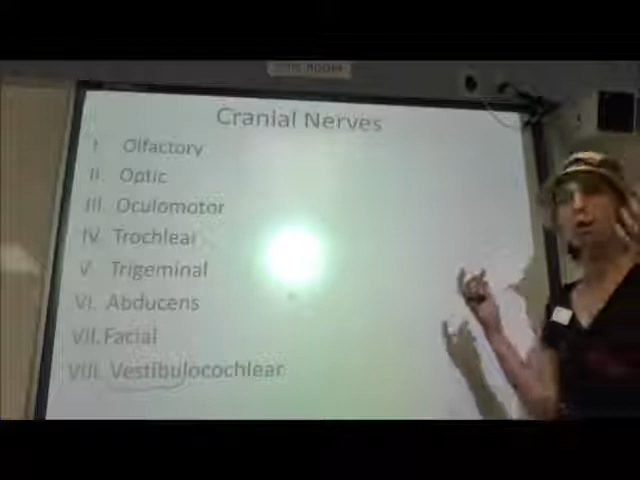 Cranial Nerves
I Olfactory
II. Optic
III. Oculomotor
IV. Trochlear
V Trigeminal
VI. Abducens
VII. Facial
VIII. Vestibulocochlear